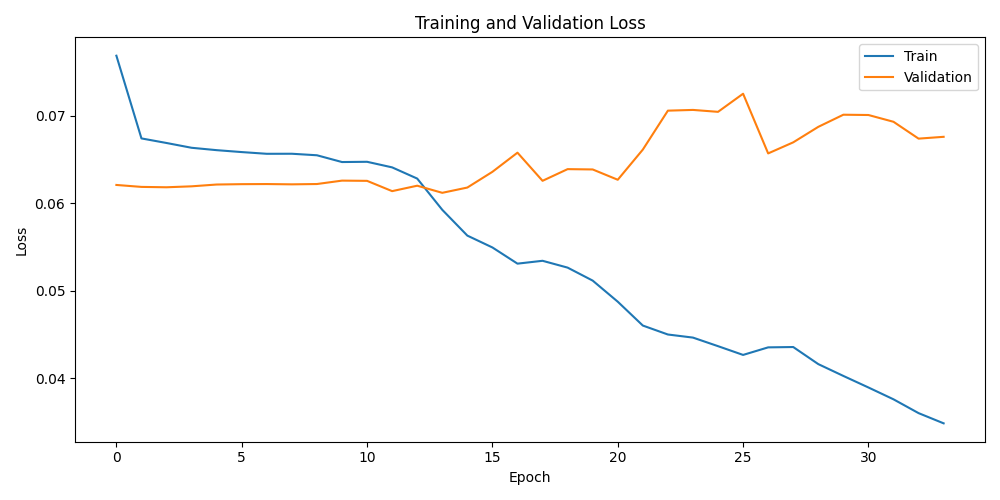 Training and Validation Loss
Train
Validation
0.07
0.06
0.05
0.04
Loss
0 5 10 15 20 25 30
Epoch